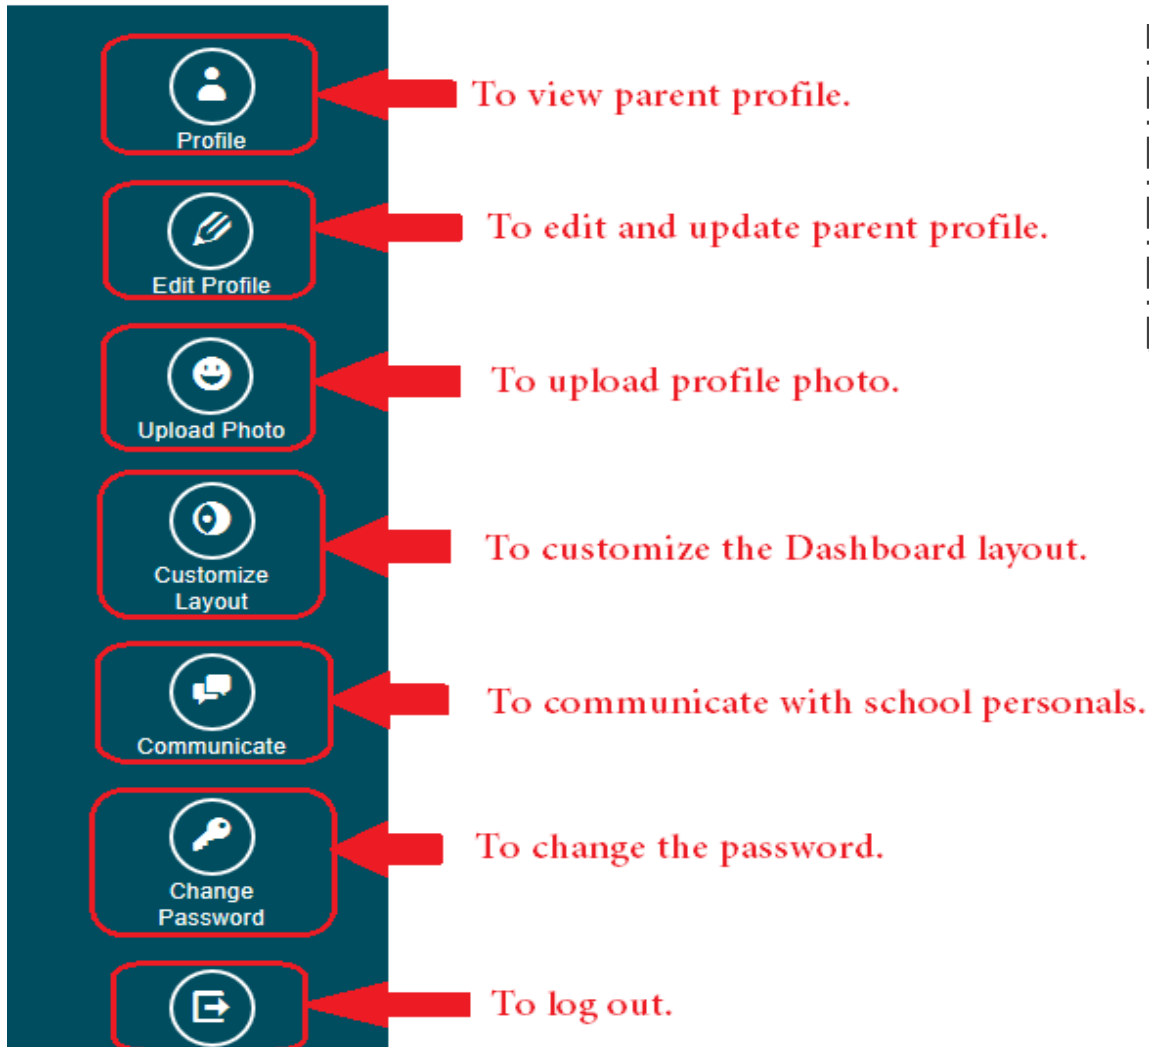 Profile
To view parent profile.
Edit Profile
To edit and update parent profile.
Upload Photo
To upload profile photo.
Customize
Layout
To customize the Dashboard layout.
Communicate
To communicate with school personals.
Change
Password
To change the password.
To log out.